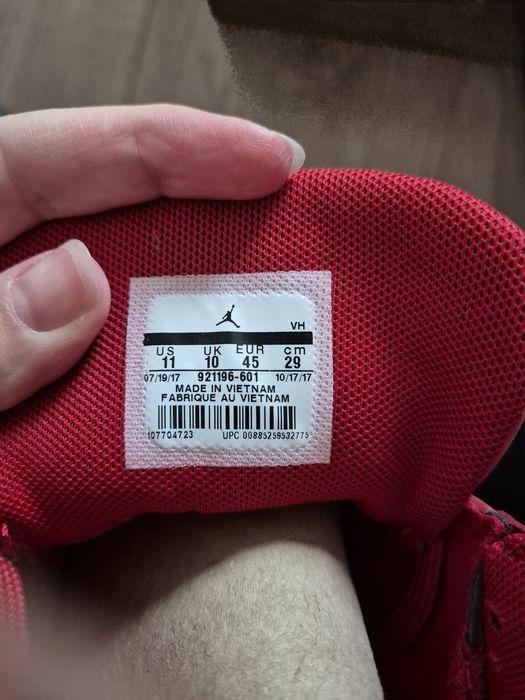 VH
US UK EUR cm
11 10 45 29
07/19/17 921196-601 10/17/17
MADE IN VIETNAM
FABRIQUE AU VIETNAM
107704723 UPC 00885259532775